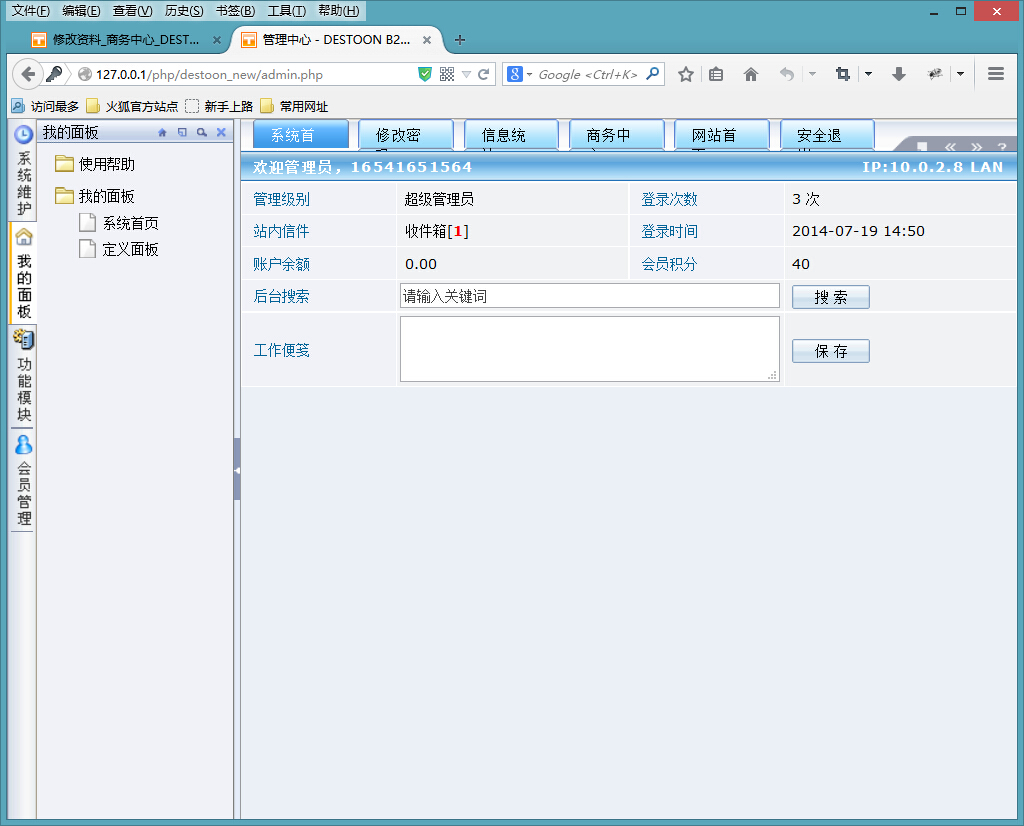 文件(F) 编辑(E) 查看(V) 历史(S) 书签(B) 工具(T) 帮助(H)
修改资料_商务中心_DEST... 管理中心 - DESTOON B2...
127.0.0.1/php/destoon_new/admin.php
Google <Ctrl+K>
访问最多 火狐官方站点 新手上路 常用网址
系统维护
我的面板
功能模块
会员管理
我的面板
使用帮助
我的面板
系统首页
定义面板
系统首 修改密 信息统 商务中 网站首 安全退
欢迎管理员，16541651564 IP:10.0.2.8 LAN
管理级别 超级管理员 登录次数 3 次
站内信件 收件箱[1] 登录时间 2014-07-19 14:50
账户余额 0.00 会员积分 40
后台搜索 请输入关键词 搜 索
工作便笺 保 存